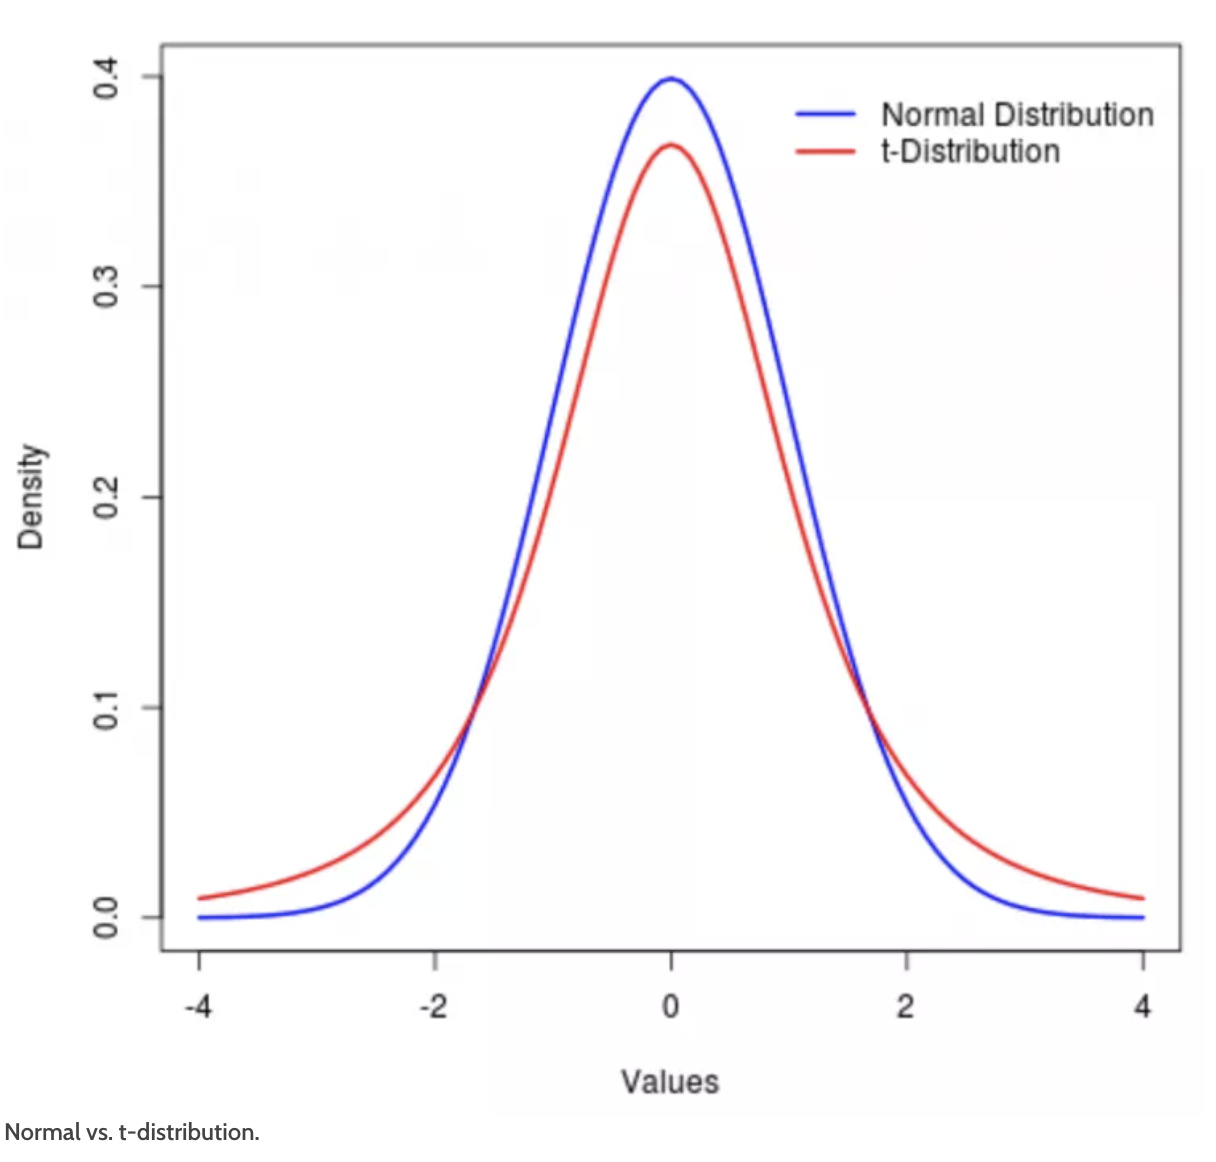 0.4
Normal Distribution
t-Distribution
0.3
0.2
Density
0.1
0.0
-4 -2 0 2 4
Values
Normal vs. t-distribution.